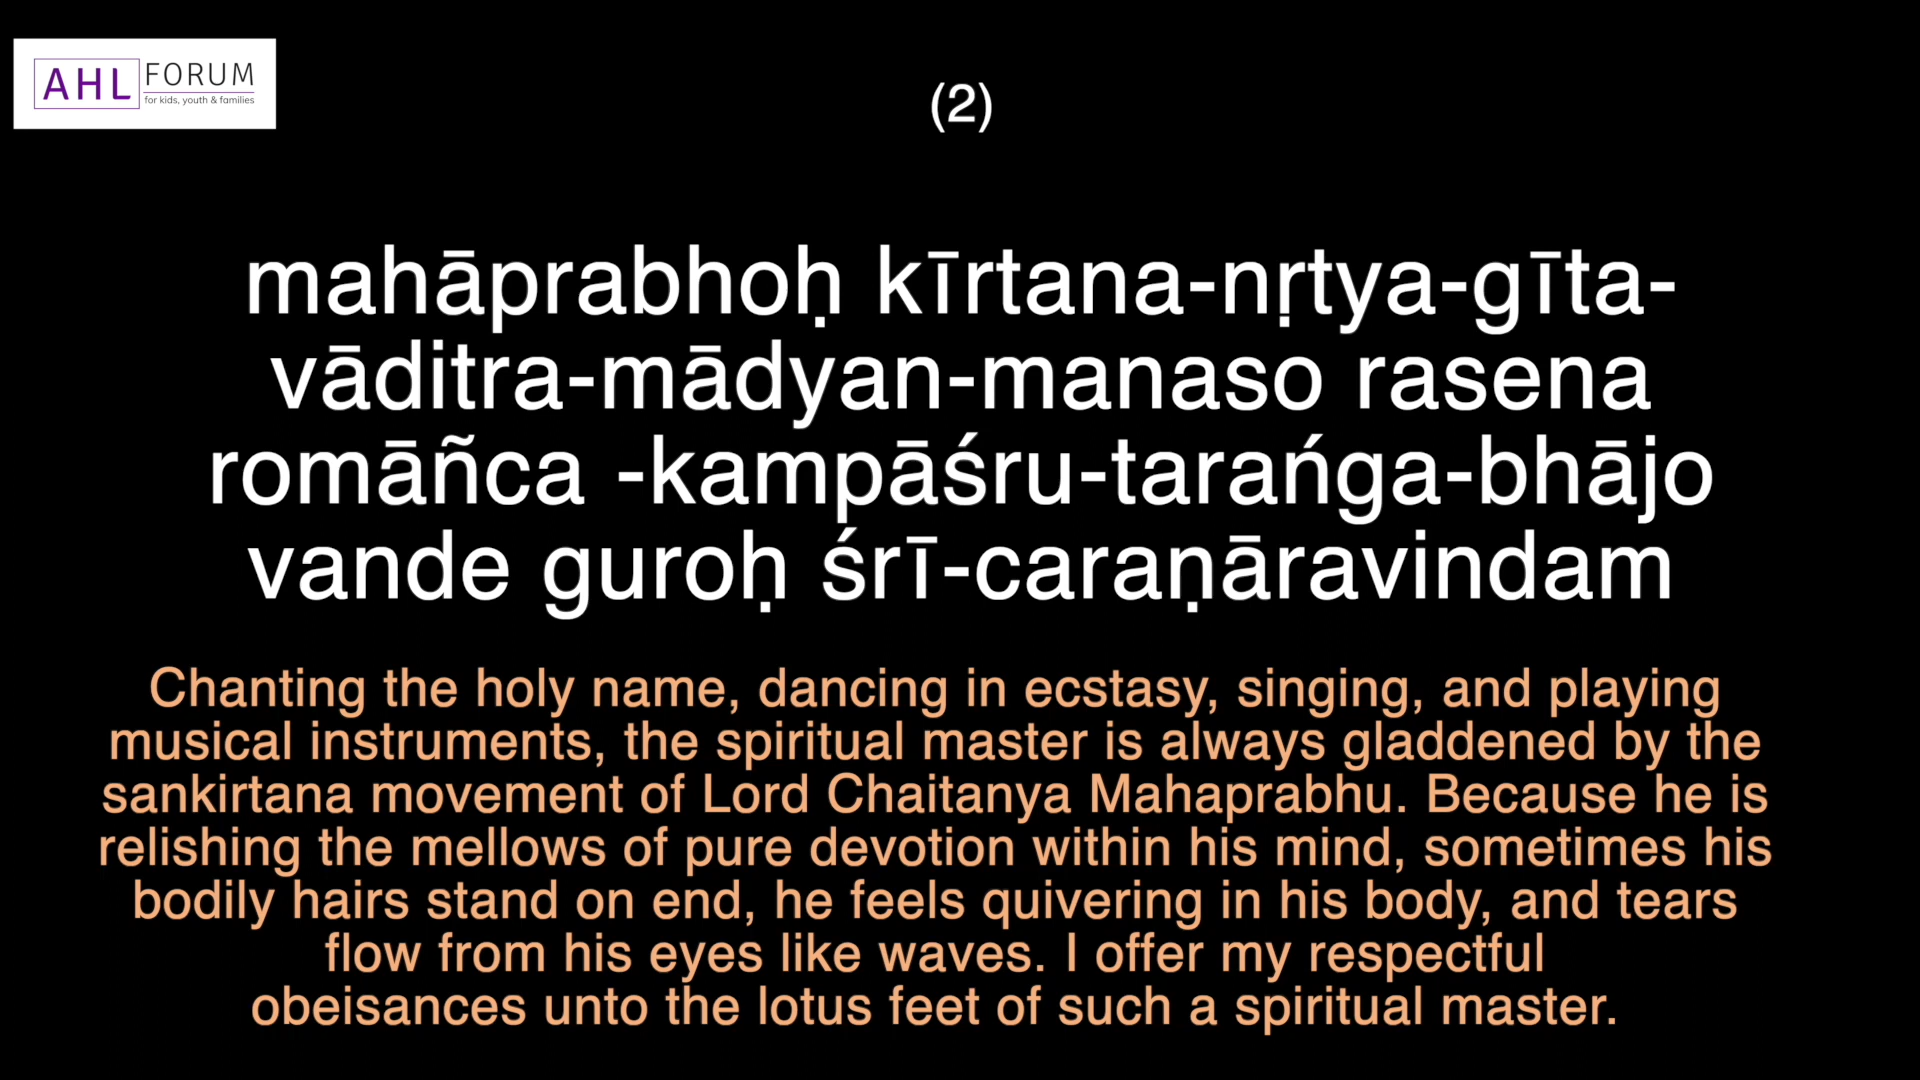 AHL FORUM
for kids, youth & families
(2)
mahāprabhoḥ kīrtana-nṛtya-gīta-
vāditra-mādyan-manaso rasena
romāñca -kampāśru-tarańga-bhājo
vande guroḥ śrī-caraṇāravindam
Chanting the holy name, dancing in ecstasy, singing, and playing
musical instruments, the spiritual master is always gladdened by the
sankirtana movement of Lord Chaitanya Mahaprabhu. Because he is
relishing the mellows of pure devotion within his mind, sometimes his
bodily hairs stand on end, he feels quivering in his body, and tears
flow from his eyes like waves. I offer my respectful
obeisances unto the lotus feet of such a spiritual master.